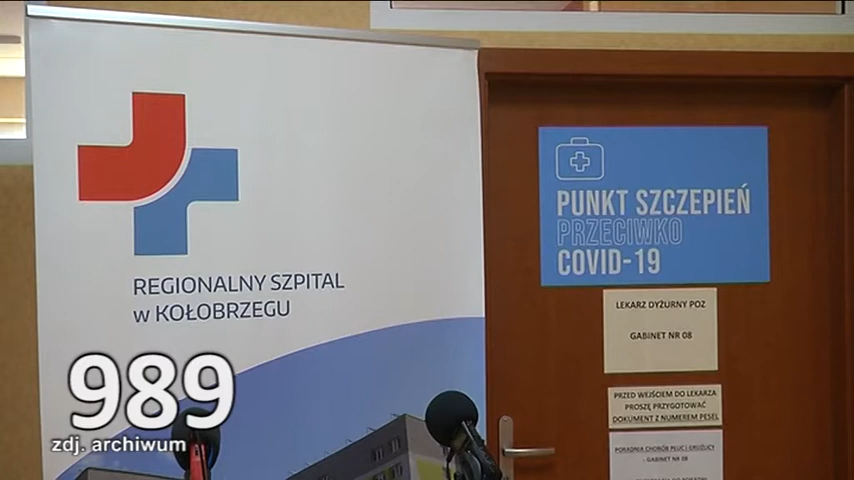 REGIONALNY SZPITAL
w KOŁOBRZEGU
PUNKT SZCZEPIEŃ
PRZECIWKO
COVID-19
LEKARZ DYŻURNY POZ
GABINET NR 08
PRZED WEJŚCIEM DO LEKARZA
PROSZĘ PRZYGOTOWAĆ
DOKUMENT Z NUMEREM PESEL
PORADNIA CHORÓB PŁUC I GRUŹLICY
- GABINET NR 08
989
zdj. archiwum